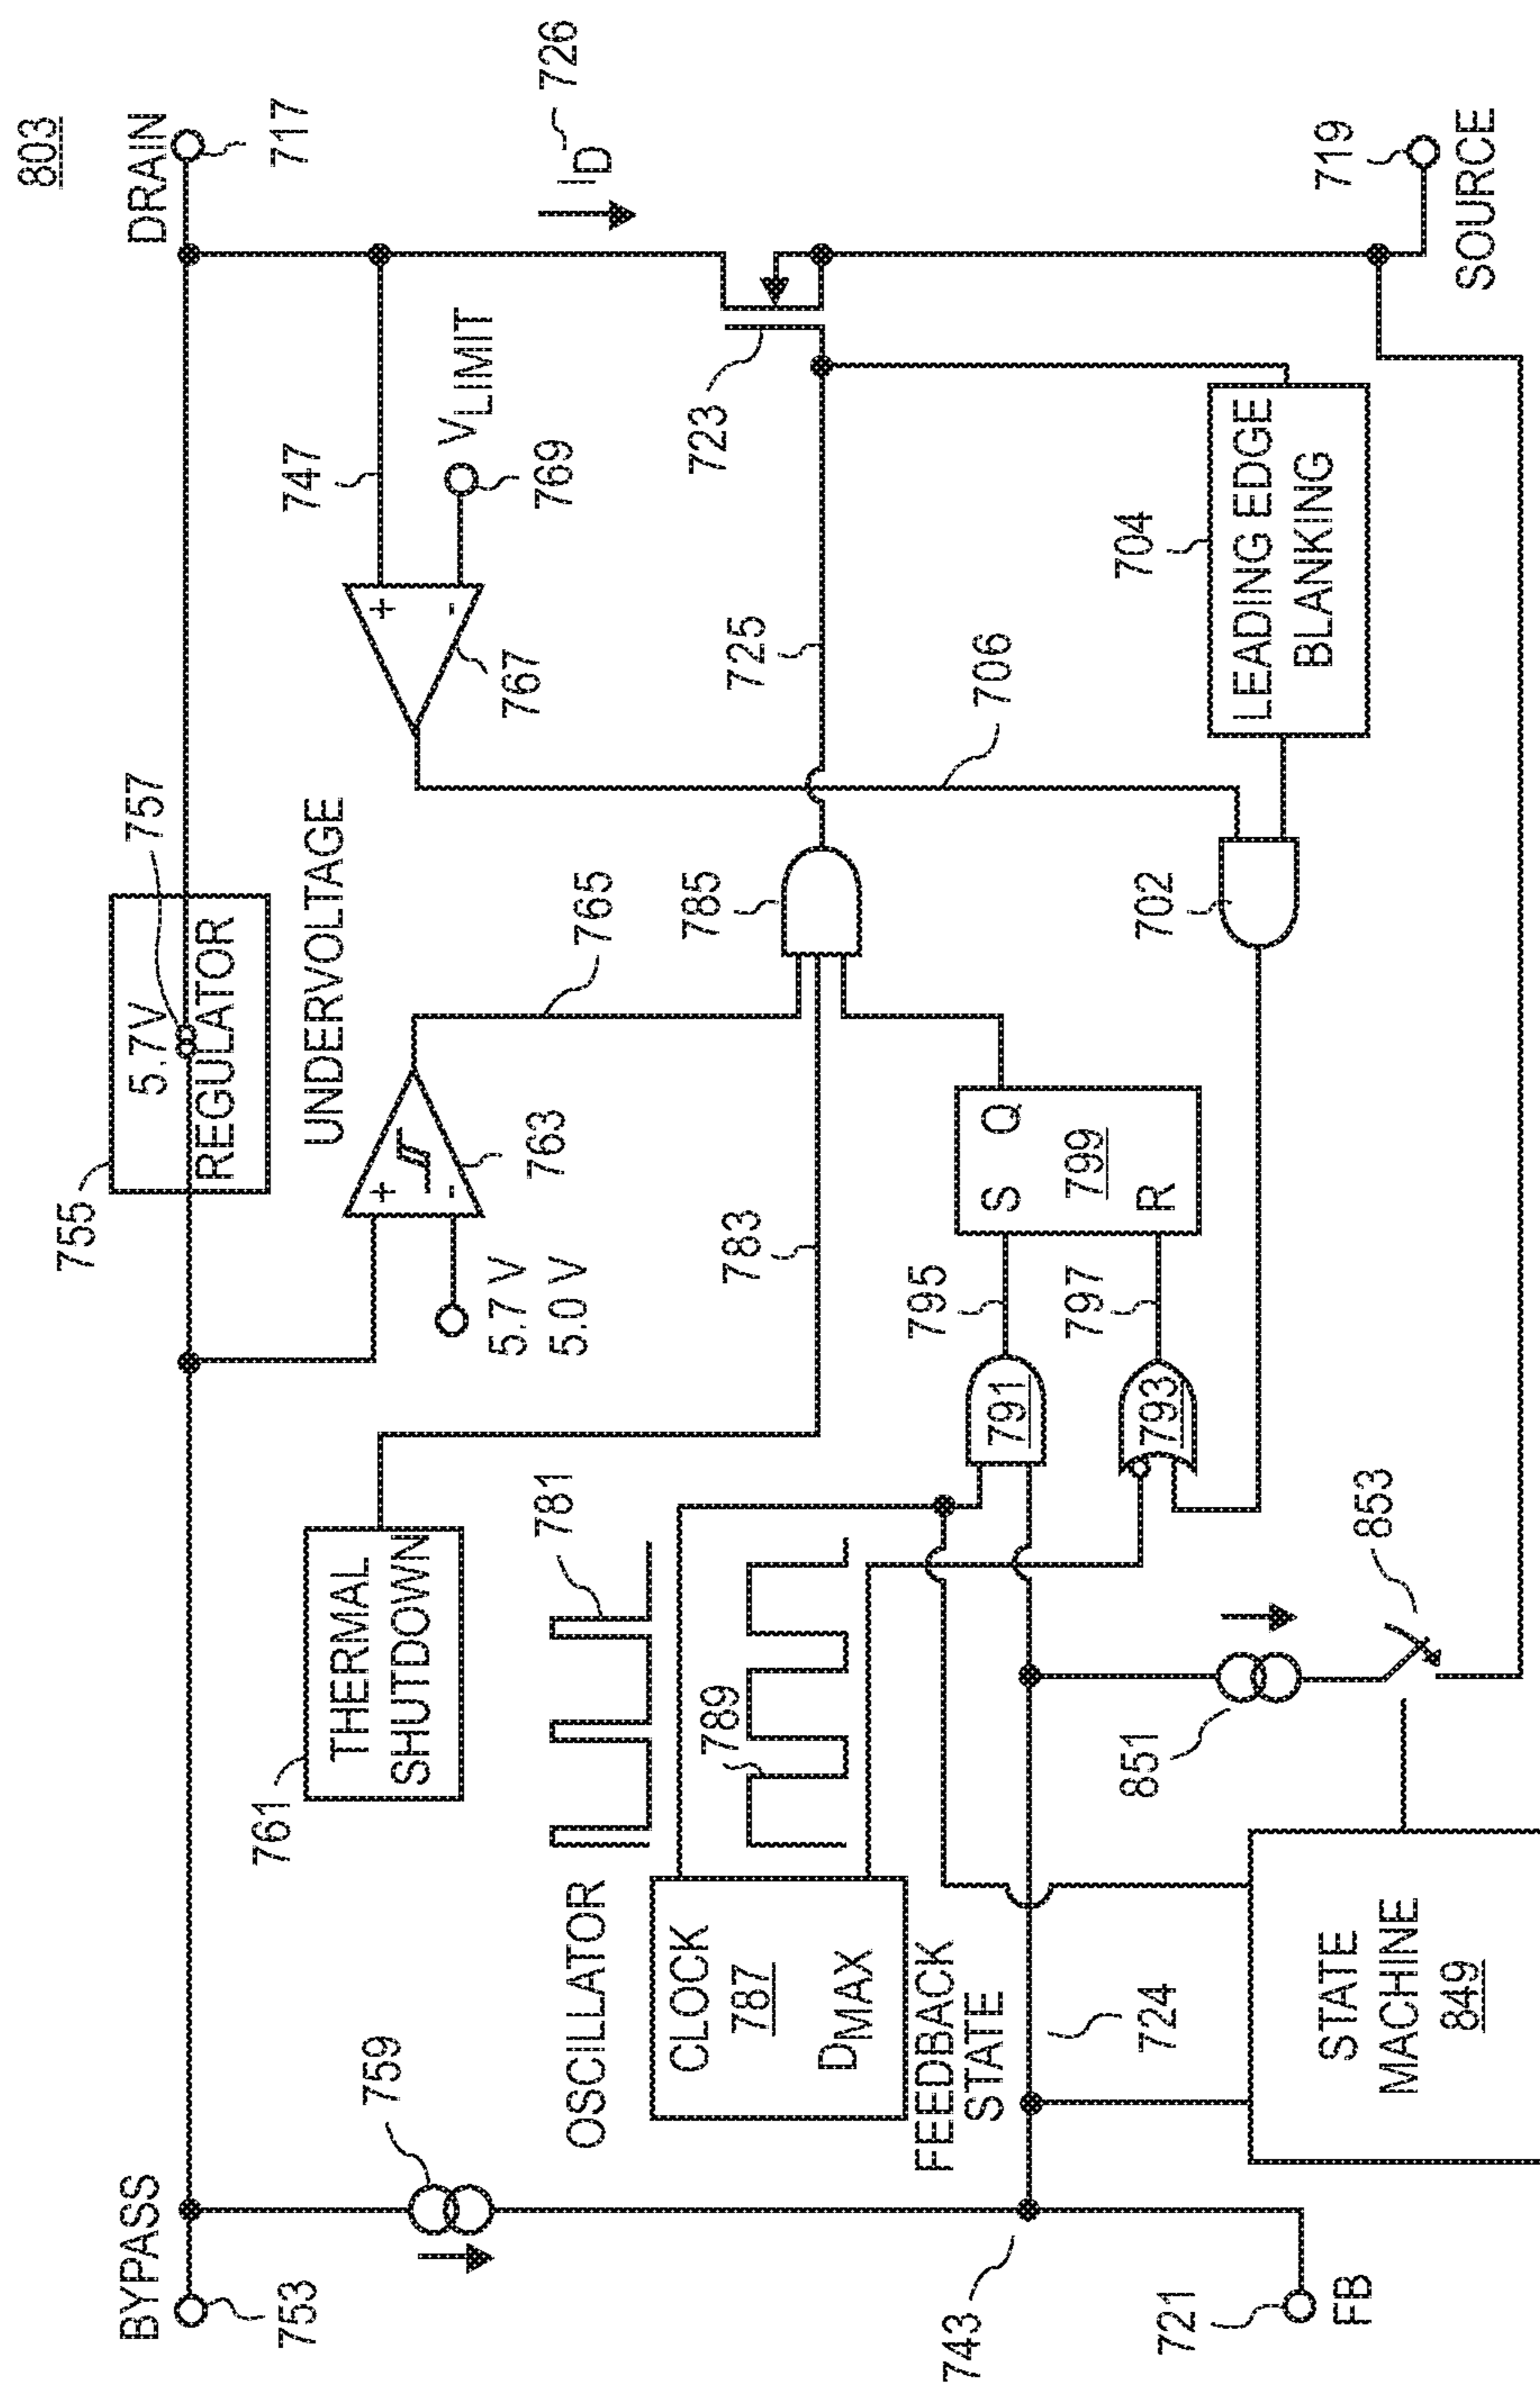 803
BYPASS
753
755
5.7V
REGULATOR
757
DRAIN
717
759
761
THERMAL
SHUTDOWN
UNDERVOLTAGE
+
-
763
5.7 V
5.0 V
765
747
+
-
767
VLIMIT
769
ID
726
OSCILLATOR
781
CLOCK
787
DMAX
789
783
785
725
723
FEEDBACK
STATE
795
791
S Q
799
R
797
793
706
702
704
LEADING EDGE
BLANKING
743
724
721
FB
STATE
MACHINE
849
851
853
719
SOURCE